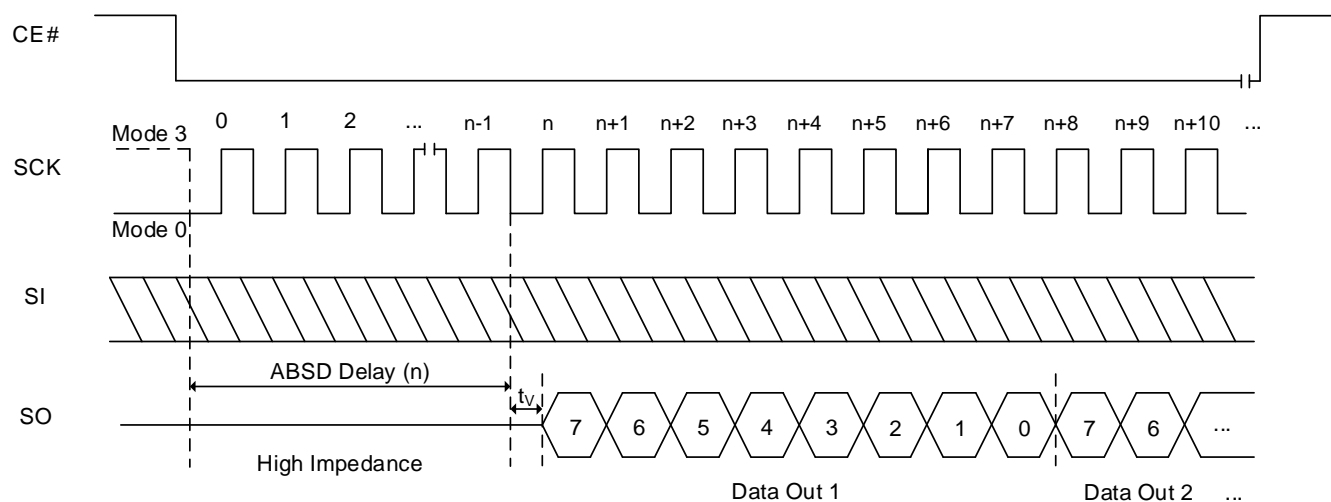 CE#
0 1 2 ... n-1 n n+1 n+2 n+3 n+4 n+5 n+6 n+7 n+8 n+9 n+10 ...
Mode 3
SCK
Mode 0
SI
ABSD Delay (n)
tV
SO
7 6 5 4 3 2 1 0 7 6 ...
High Impedance
Data Out 1 Data Out 2 ...